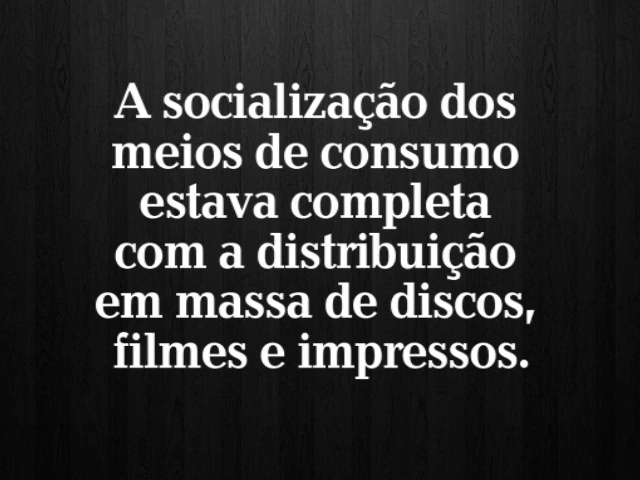 A socialização dos
meios de consumo
estava completa
com a distribuição
em massa de discos,
filmes e impressos.